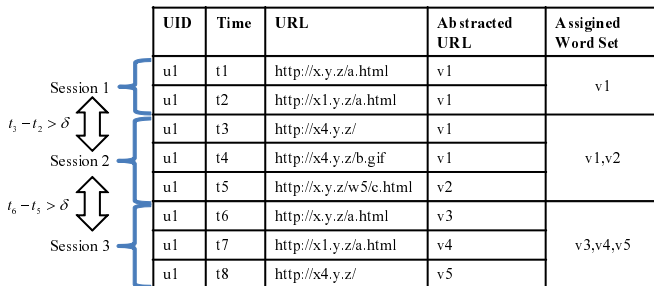 UID Time URL Abstracted URL Assigined Word Set
Session 1
u1 t1 http://x.y.z/a.html v1
u1 t2 http://x1.y.z/a.html v1
v1
t3 − t2 > δ
Session 2
u1 t3 http://x4.y.z/ v1
u1 t4 http://x4.y.z/b.gif v1
u1 t5 http://x.y.z/w5/c.html v2
v1,v2
t6 − t5 > δ
Session 3
u1 t6 http://x.y.z/a.html v3
u1 t7 http://x1.y.z/a.html v4
u1 t8 http://x4.y.z/ v5
v3,v4,v5